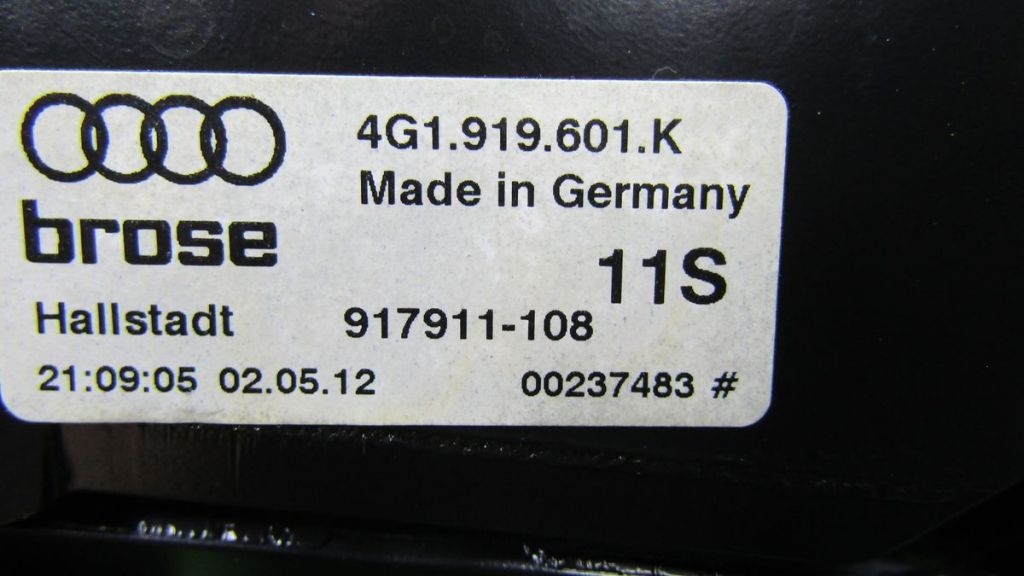 4G1.919.601.K
Made in Germany
brose
11S
Hallstadt 917911-108
21:09:05 02.05.12 00237483 #